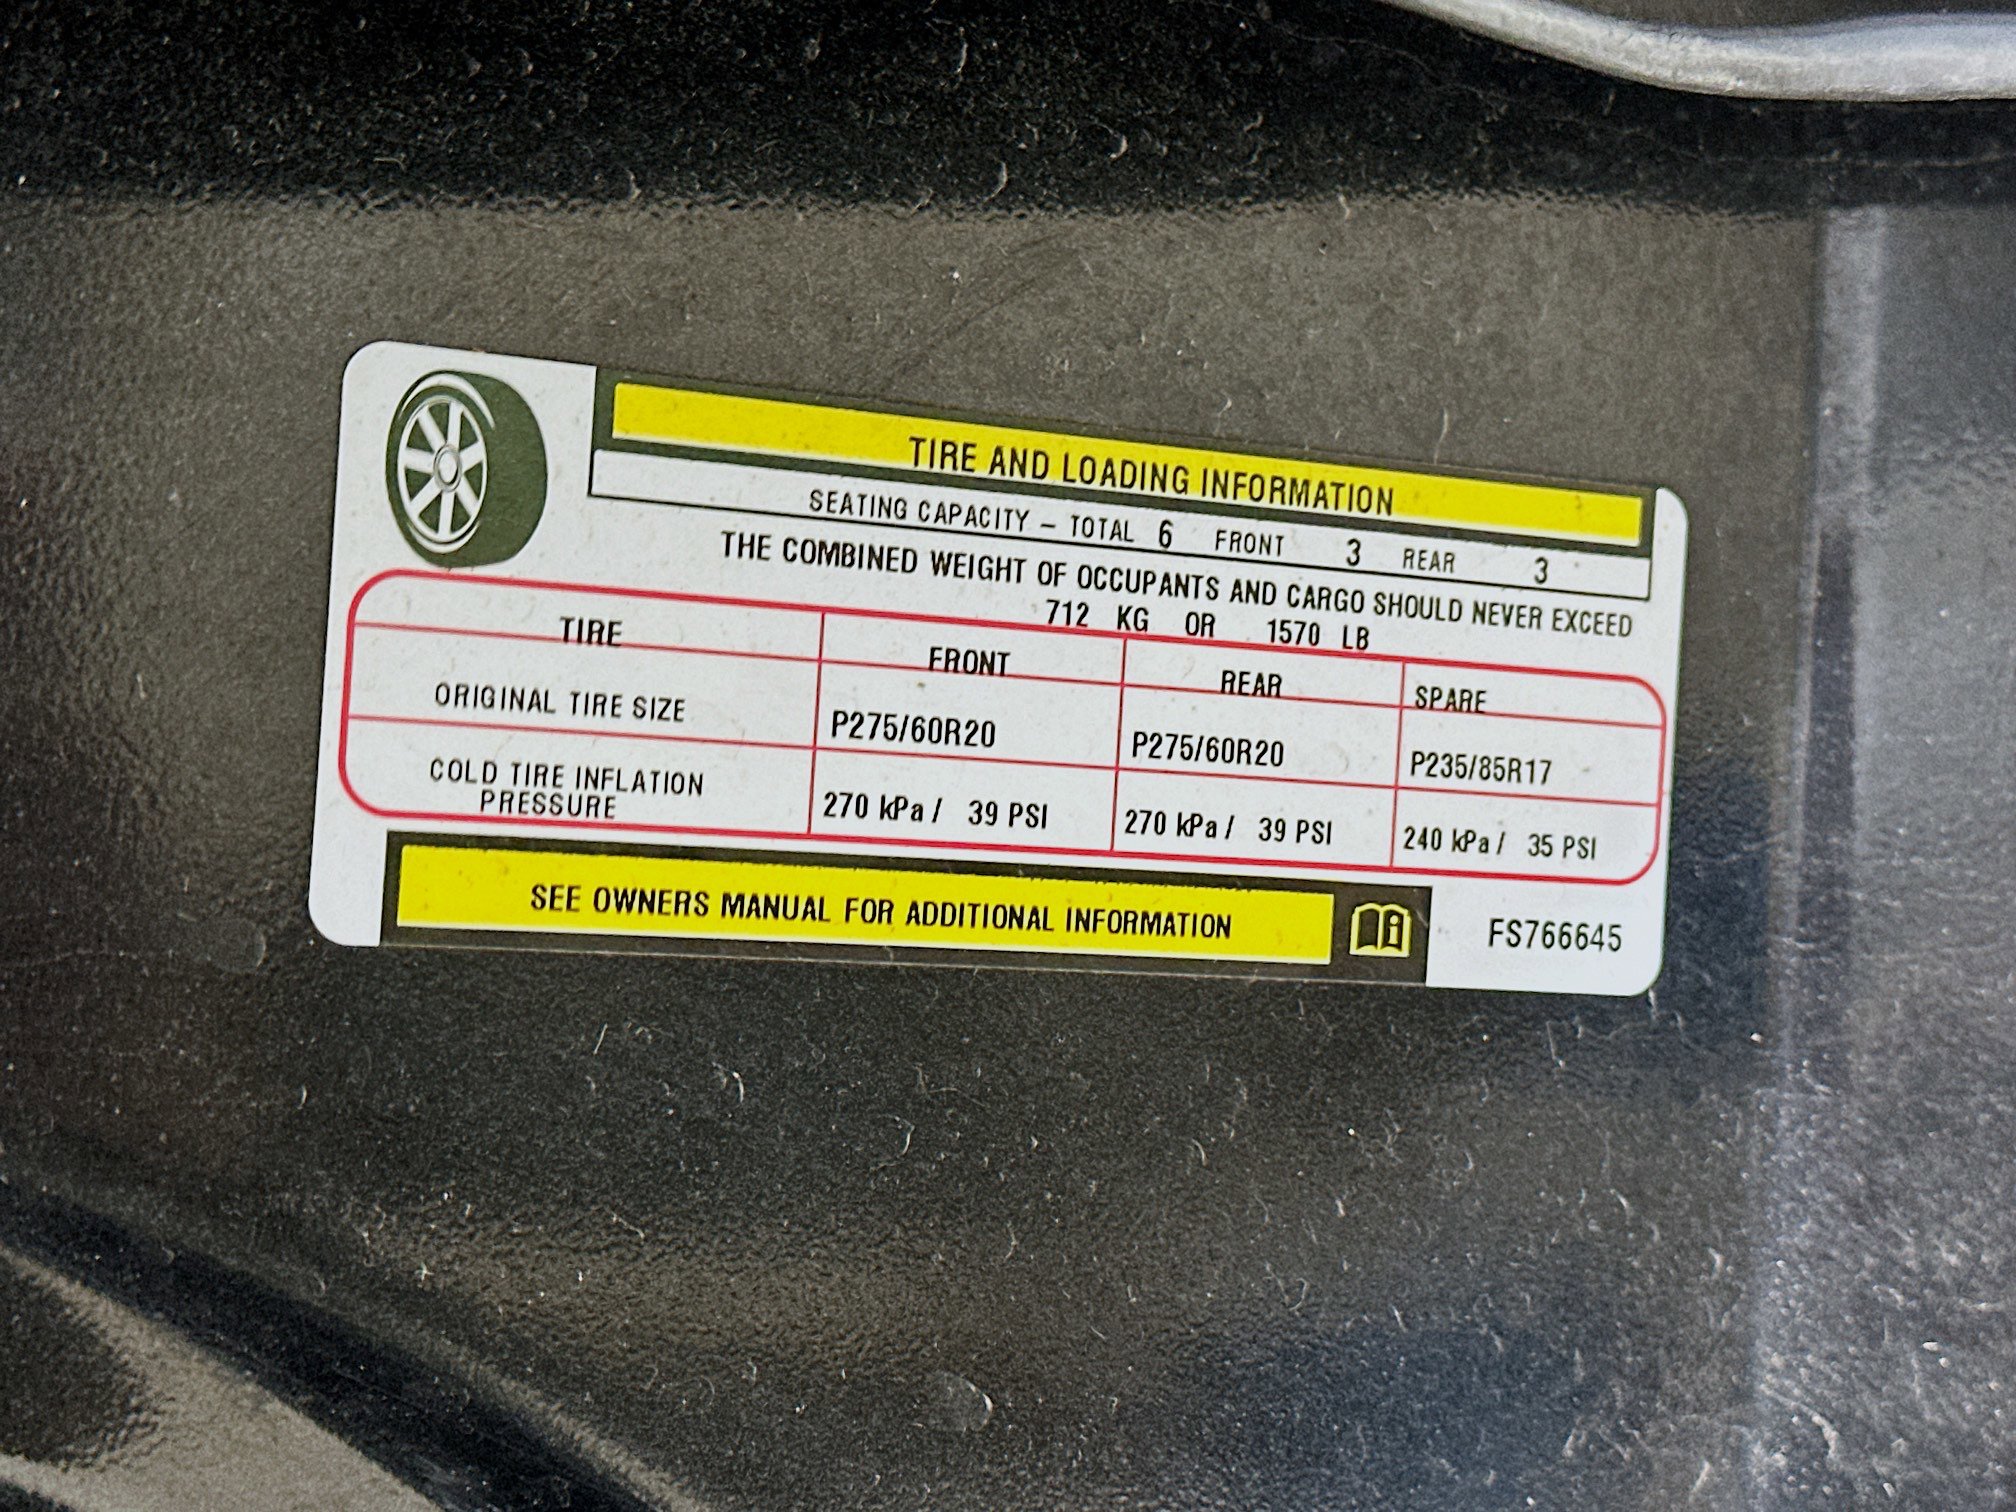 TIRE AND LOADING INFORMATION
SEATING CAPACITY – TOTAL 6 FRONT 3 REAR 3
THE COMBINED WEIGHT OF OCCUPANTS AND CARGO SHOULD NEVER EXCEED
712 KG OR 1570 LB
TIRE FRONT REAR SPARE
ORIGINAL TIRE SIZE P275/60R20 P275/60R20 P235/85R17
COLD TIRE INFLATION
PRESSURE 270 kPa / 39 PSI 270 kPa / 39 PSI 240 kPa / 35 PSI
SEE OWNERS MANUAL FOR ADDITIONAL INFORMATION
FS766645